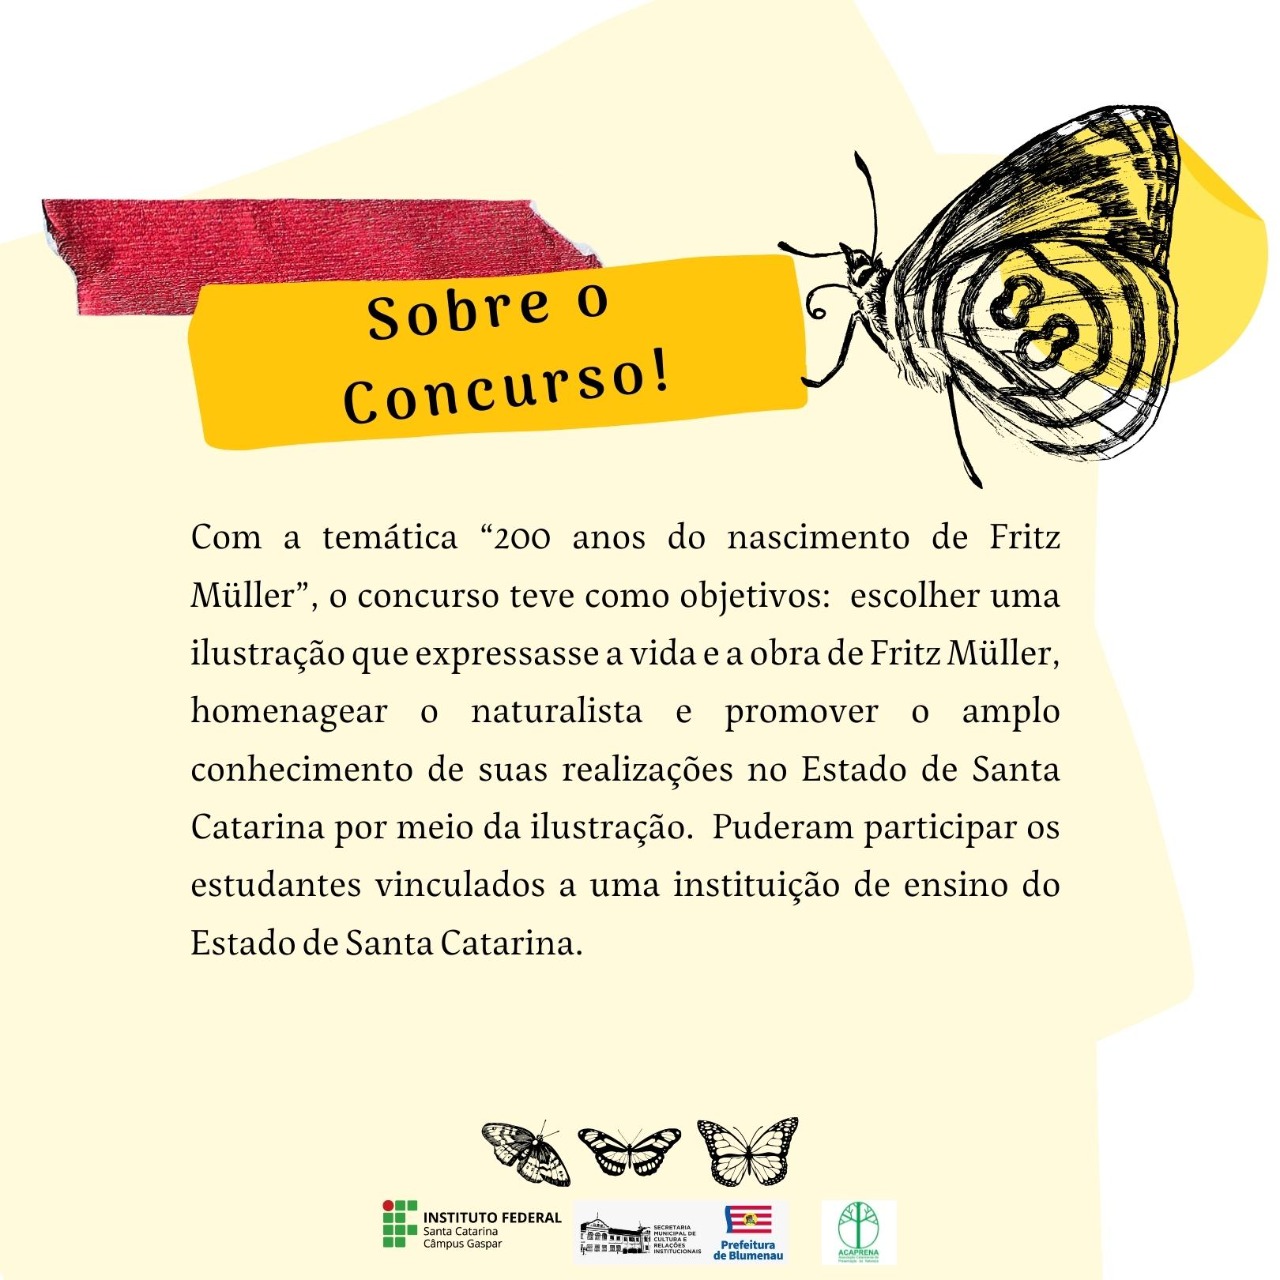 Sobre o
Concurso!
Com a temática “200 anos do nascimento de Fritz
Müller”, o concurso teve como objetivos:  escolher uma
ilustração que expressasse a vida e a obra de Fritz Müller,
homenagear o naturalista e promover o amplo
conhecimento de suas realizações no Estado de Santa
Catarina por meio da ilustração.  Puderam participar os
estudantes vinculados a uma instituição de ensino do
Estado de Santa Catarina.
INSTITUTO FEDERAL
Santa Catarina
Câmpus Gaspar
SECRETARIA
MUNICIPAL DE
CULTURA E
RELAÇÕES
INSTITUCIONAIS
Prefeitura
de Blumenau
ACAPRENA